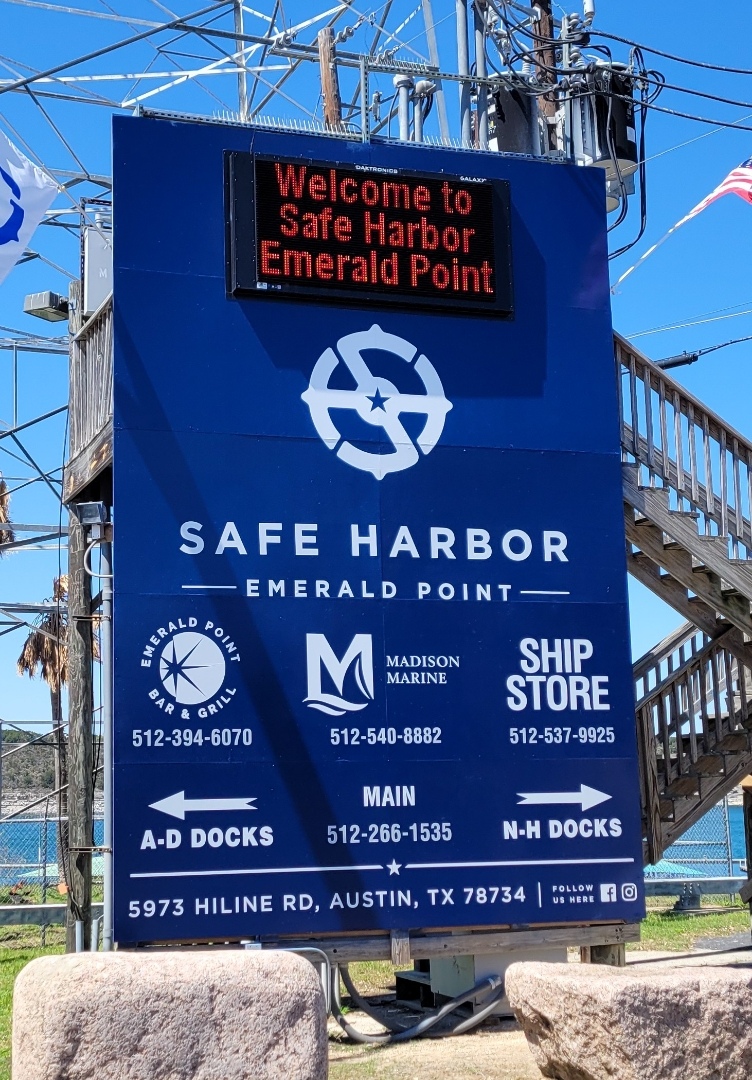 DAKTRONICS
GALAXY
Welcome to
Safe Harbor
Emerald Point
SAFE HARBOR
EMERALD POINT
EMERALD POINT
BAR & GRILL
512-394-6070
M
MADISON
MARINE
512-540-8882
SHIP
STORE
512-537-9925
A-D DOCKS
MAIN
512-266-1535
N-H DOCKS
5973 HILINE RD, AUSTIN, TX 78734
FOLLOW
US HERE